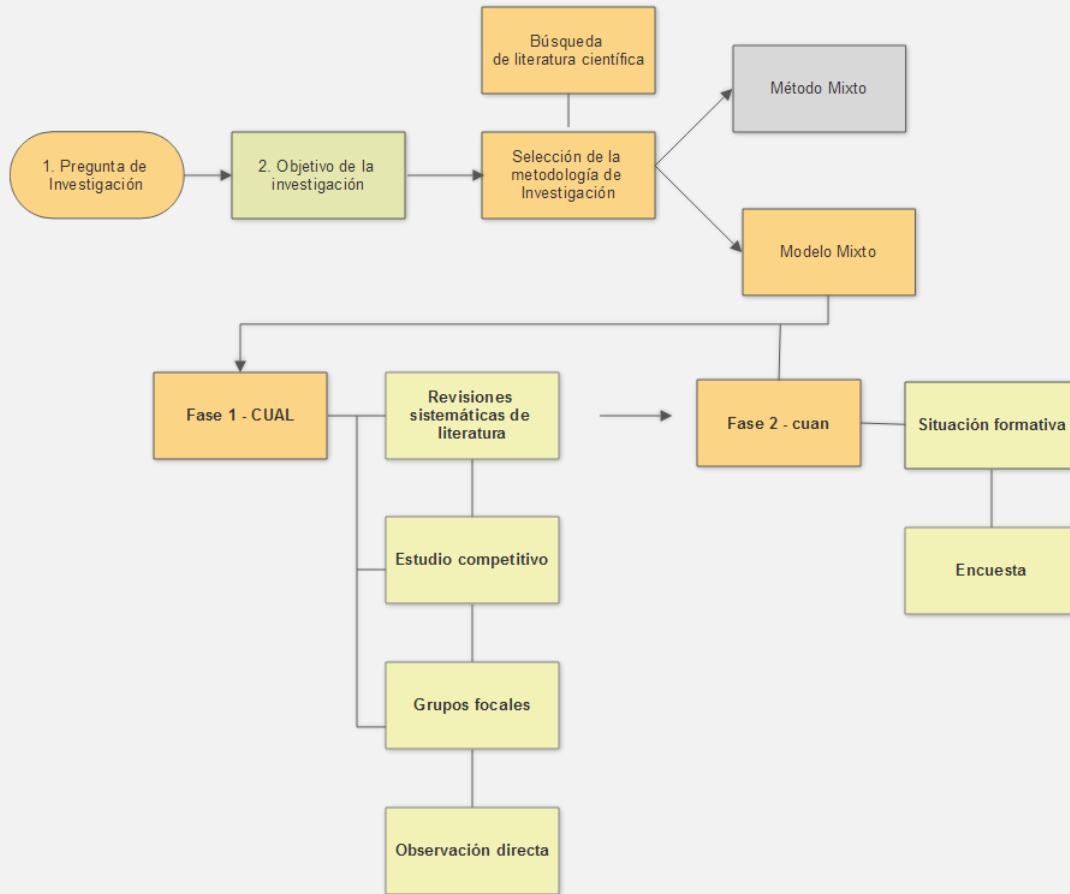 Búsqueda
de literatura científica
Método Mixto
1. Pregunta de
Investigación
2. Objetivo de la
investigación
Selección de la
metodología de
Investigación
Modelo Mixto
Fase 1 - CUAL
Revisiones
sistemáticas de
literatura
Fase 2 - cuan
Situación formativa
Estudio competitivo
Encuesta
Grupos focales
Observación directa